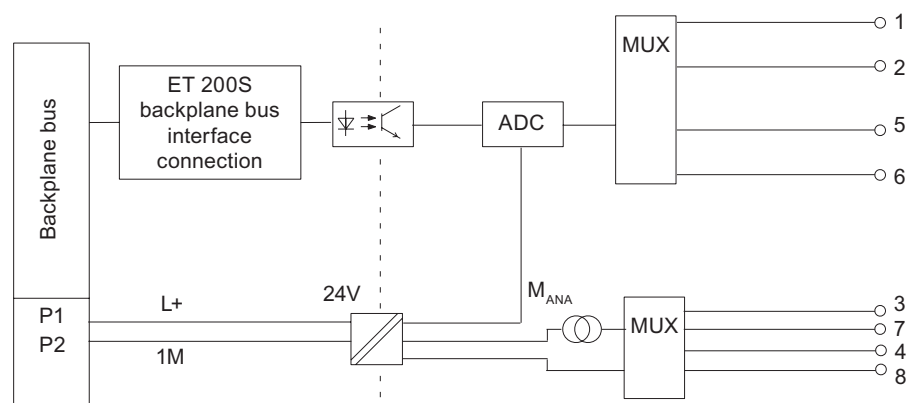 Backplane bus
ET 200S
backplane bus
interface
connection
ADC
MUX
1
2
5
6
P1
P2
L+
1M
24V
MANA
MUX
3
7
4
8